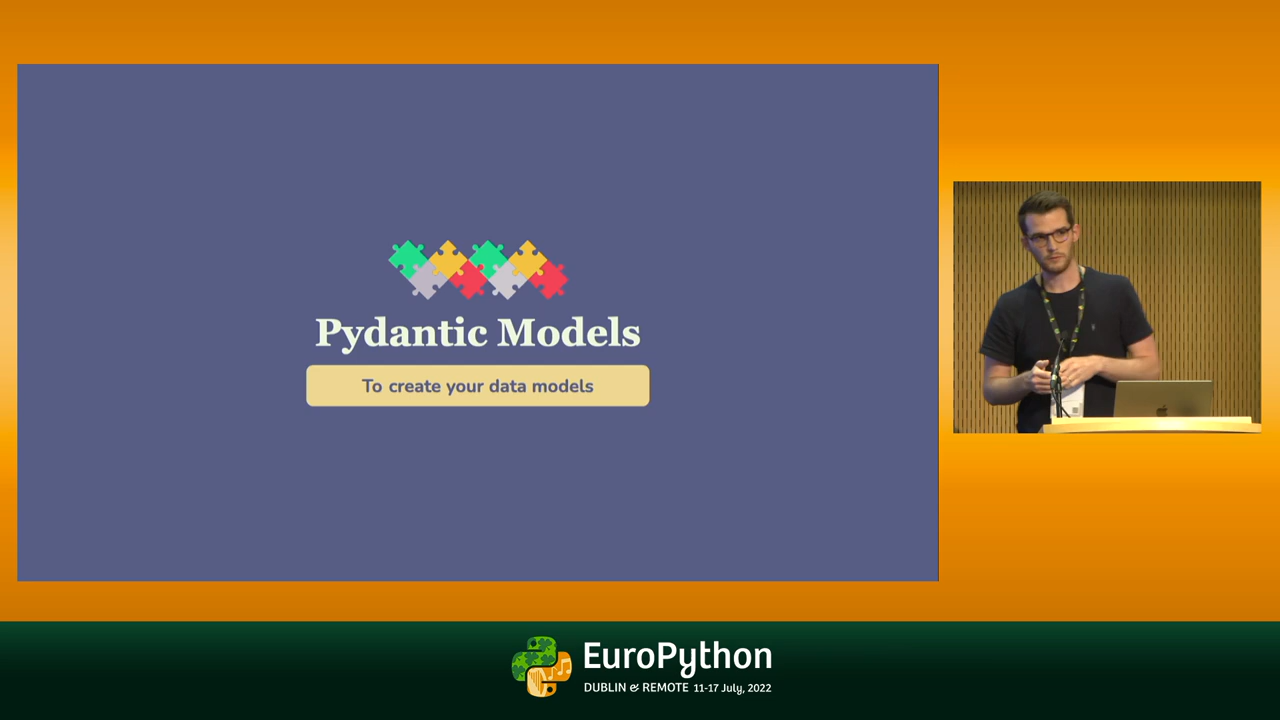 Pydantic Models
To create your data models
EuroPython
DUBLIN & REMOTE 11-17 July, 2022